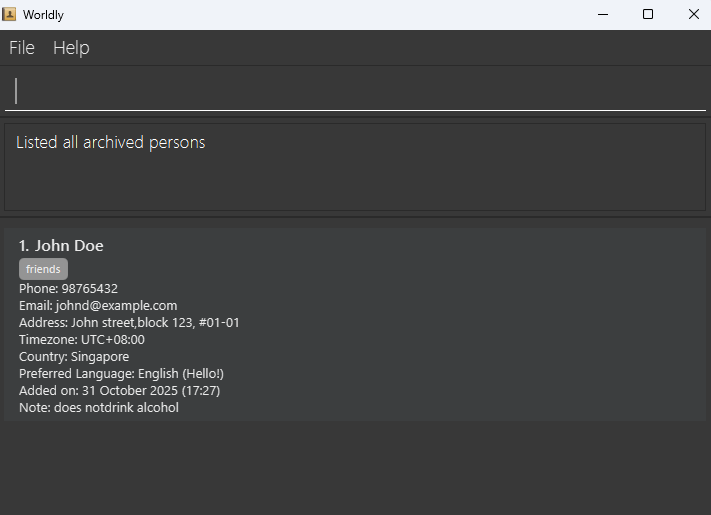 Worldly
File Help
Listed all archived persons
1. John Doe
friends
Phone: 98765432
Email: johnd@example.com
Address: John street,block 123, #01-01
Timezone: UTC+08:00
Country: Singapore
Preferred Language: English (Hello!)
Added on: 31 October 2025 (17:27)
Note: does notdrink alcohol